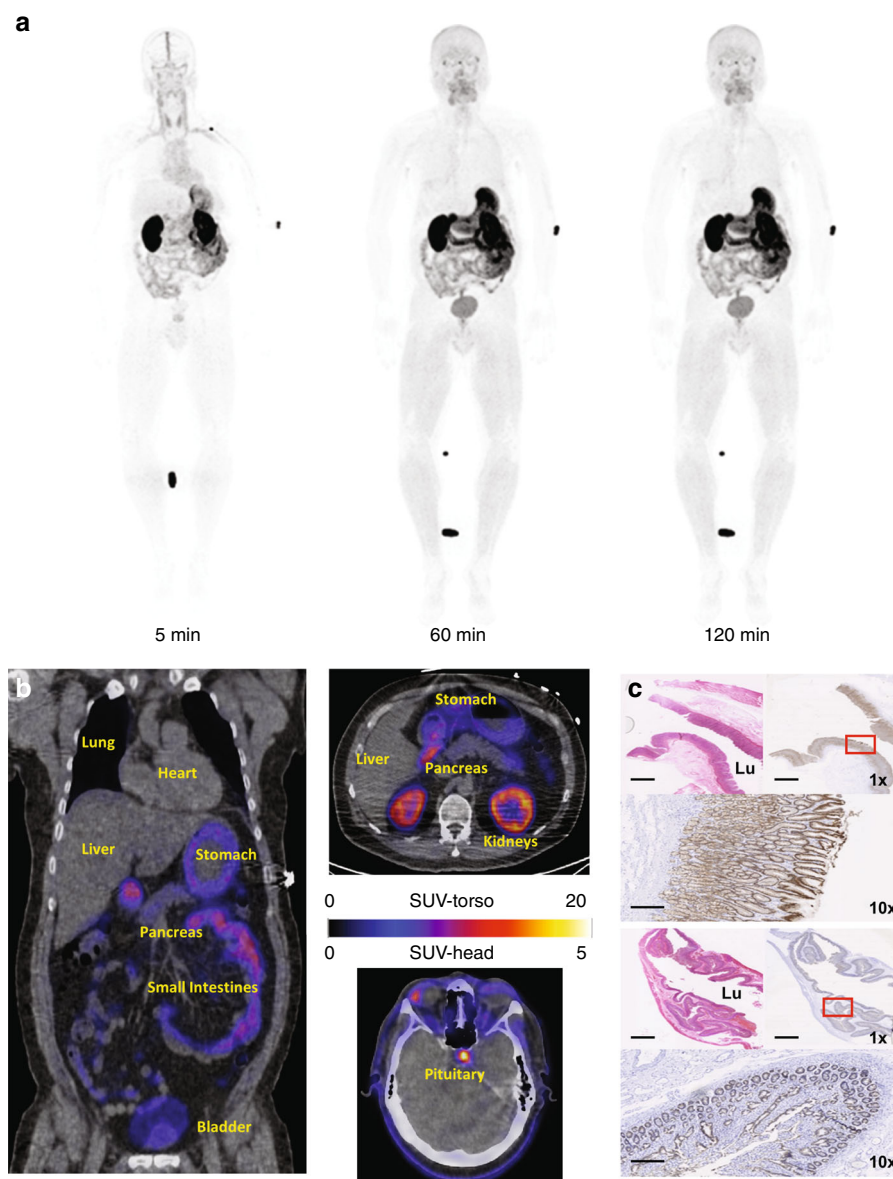 a
5 min
60 min
120 min
b
Lung
Heart
Liver
Stomach
Pancreas
Small Intestines
Bladder
Stomach
Liver
Pancreas
Kidneys
0 SUV-torso 20
0 SUV-head 5
Pituitary
c
Lu
1x
10x
Lu
1x
10x